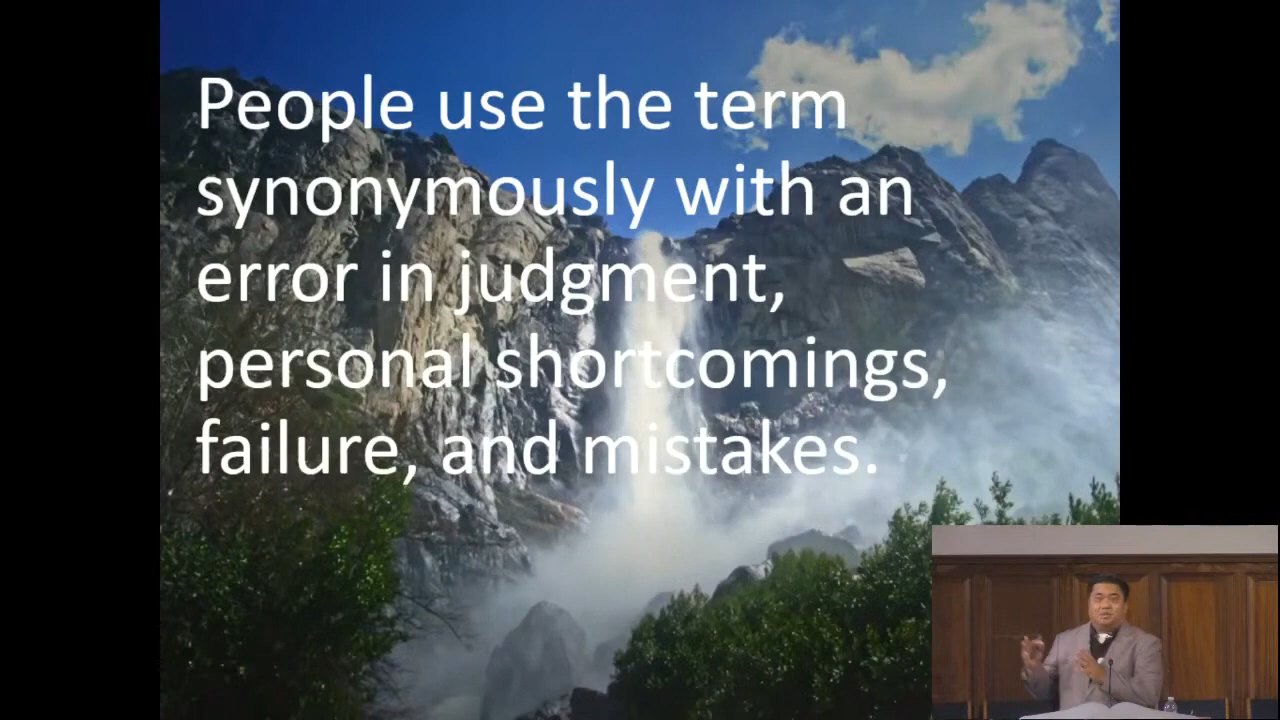 People use the term
synonymously with an
error in judgment,
personal shortcomings,
failure, and mistakes.